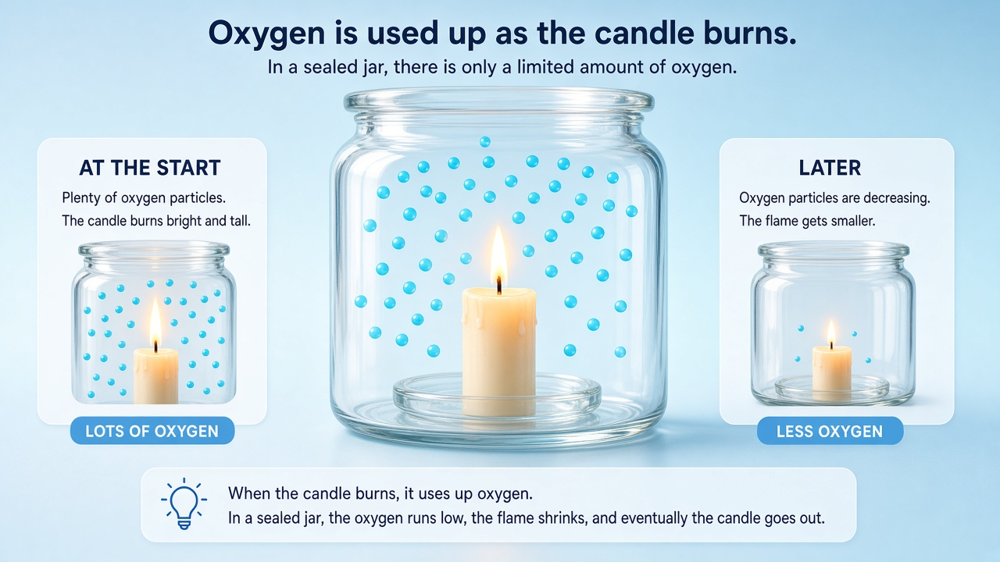 Oxygen is used up as the candle burns.
In a sealed jar, there is only a limited amount of oxygen.
AT THE START
Plenty of oxygen particles.
The candle burns bright and tall.
LOTS OF OXYGEN
LATER
Oxygen particles are decreasing.
The flame gets smaller.
LESS OXYGEN
When the candle burns, it uses up oxygen.
In a sealed jar, the oxygen runs low, the flame shrinks, and eventually the candle goes out.